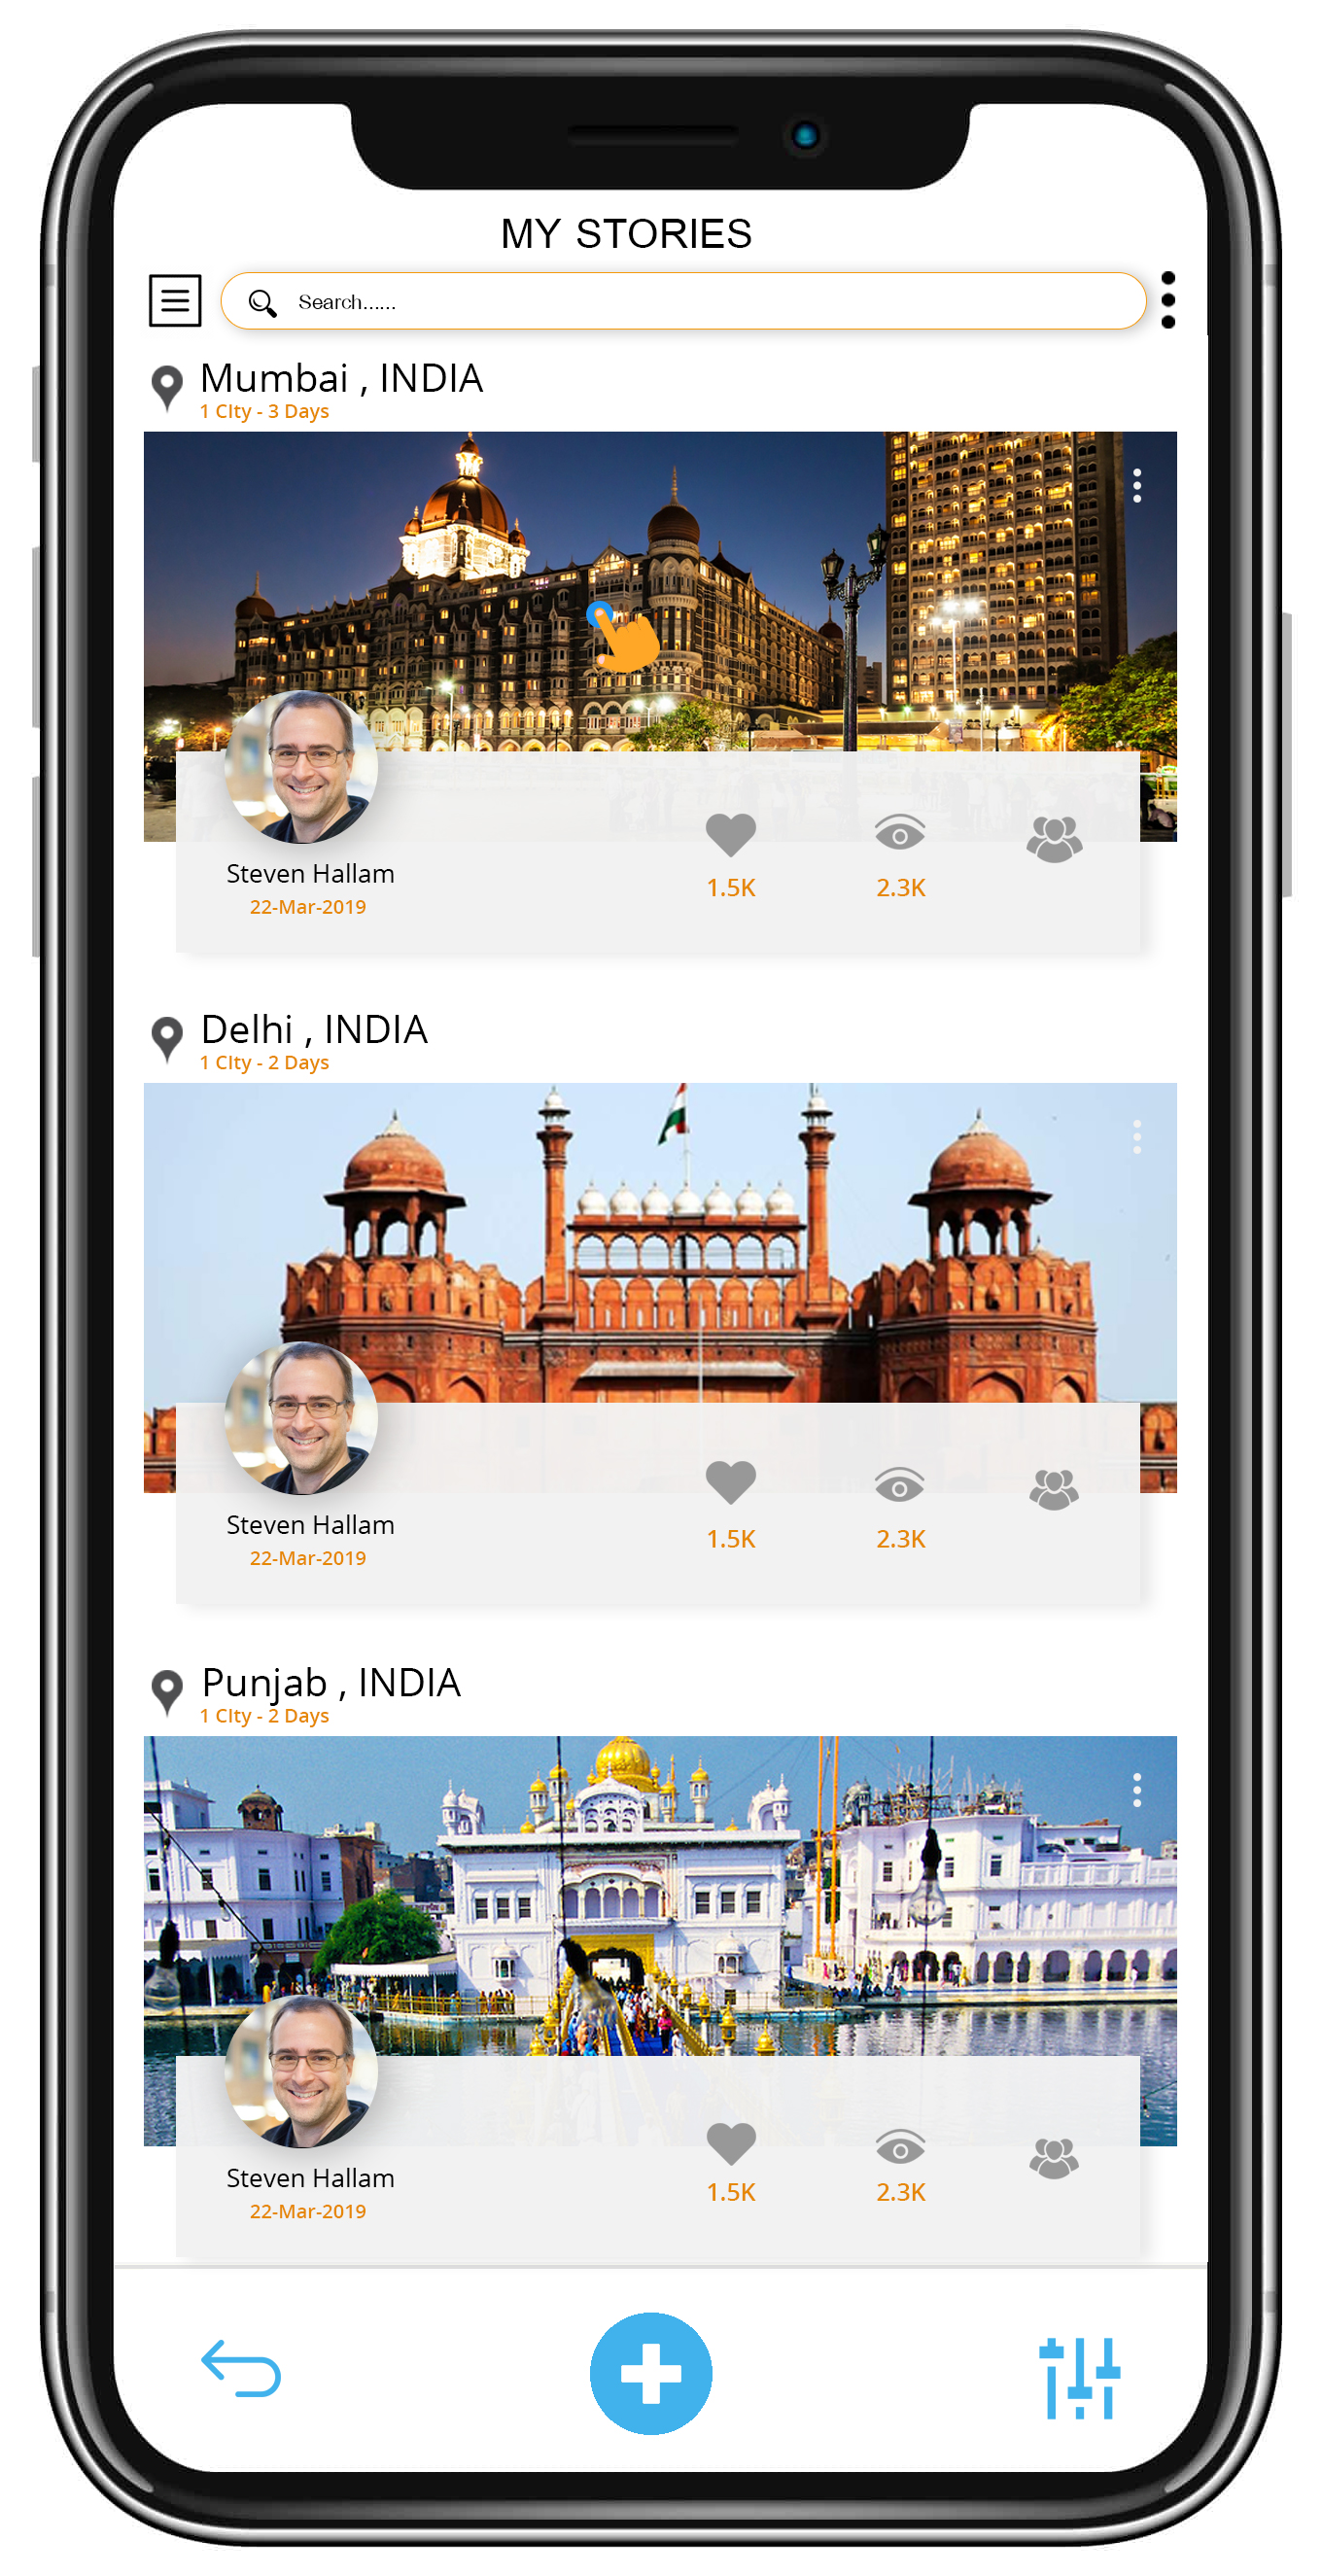 MY STORIES
Search......
Mumbai , INDIA
1 CIty - 3 Days
Steven Hallam
22-Mar-2019
1.5K
2.3K
Delhi , INDIA
1 CIty - 2 Days
Steven Hallam
22-Mar-2019
1.5K
2.3K
Punjab , INDIA
1 CIty - 2 Days
Steven Hallam
22-Mar-2019
1.5K
2.3K